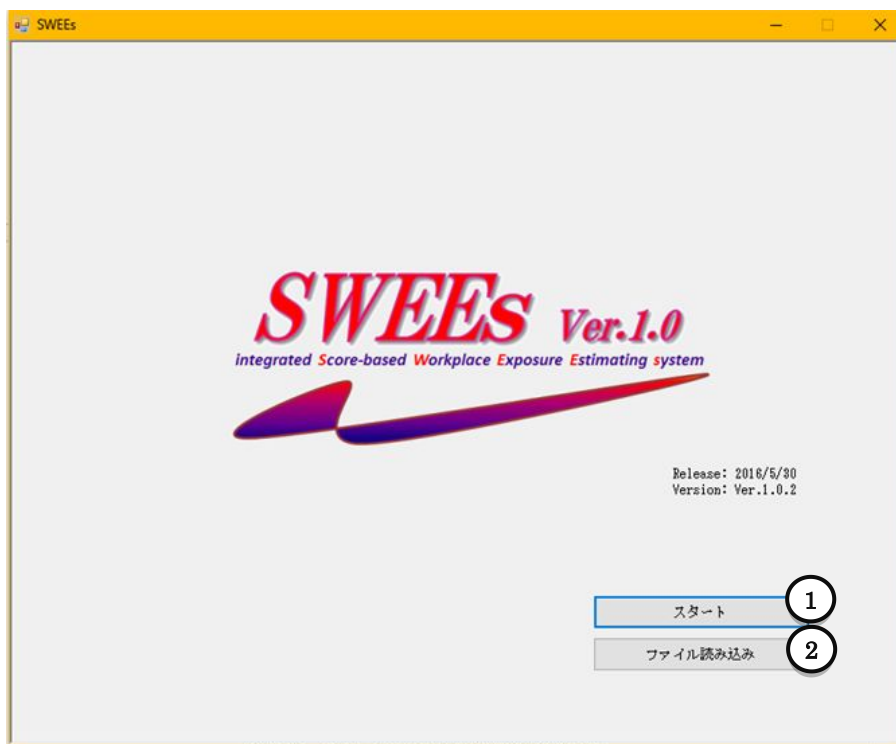 SWEEs
SWEEs Ver.1.0
integrated Score-based Workplace Exposure Estimating system
Release: 2016/5/30
Version: Ver.1.0.2
スタート
1
ファイル読み込み
2